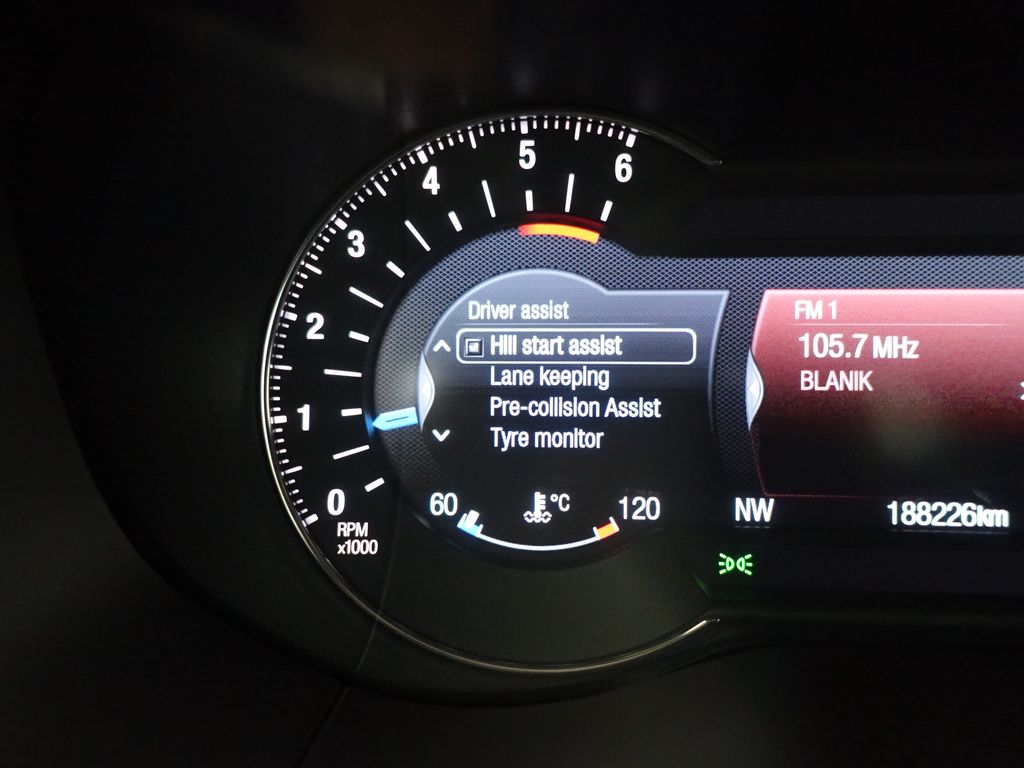 5
6
4
3
2
1
0
RPM
x1000
Driver assist
Hill start assist
Lane keeping
Pre-collision Assist
Tyre monitor
60 °C 120
FM 1
105.7 MHz
BLANIK
NW 188226km